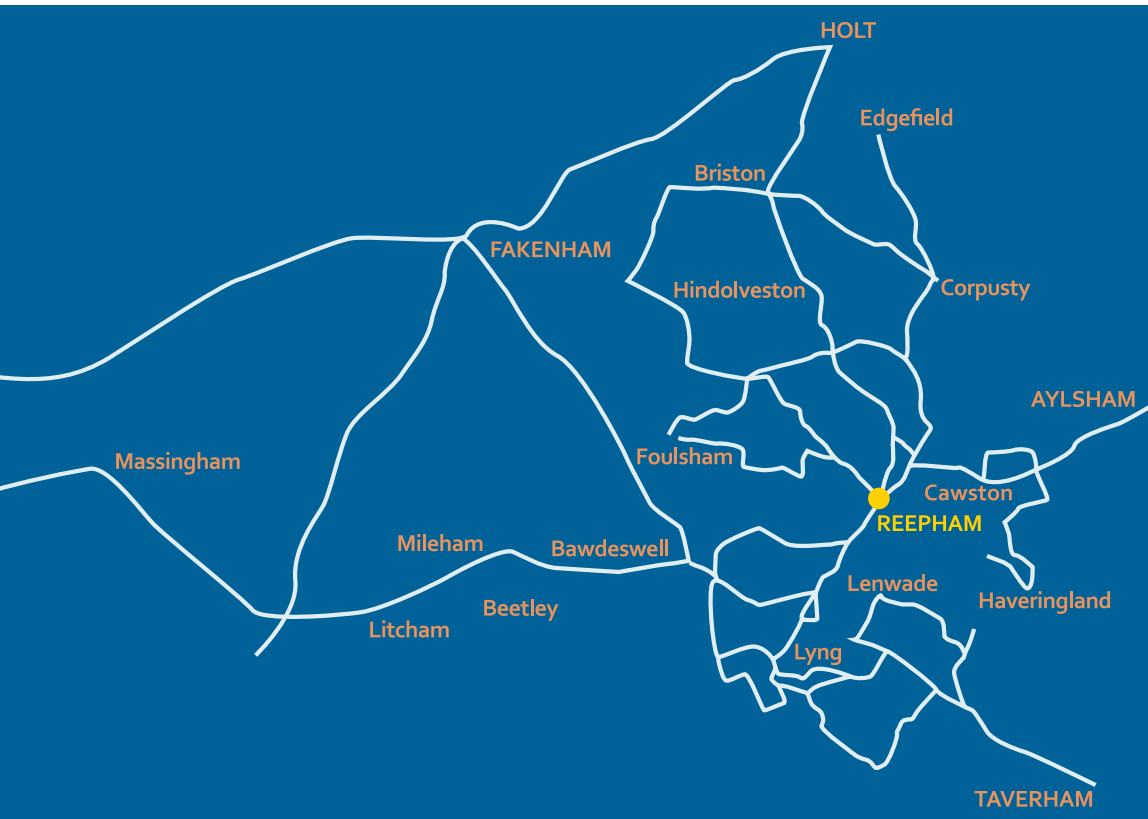 HOLT
Edgefield
Briston
FAKENHAM
Hindolveston
Corpusty
AYLSHAM
Foulsham
Massingham
Cawston
REEPHAM
Mileham
Bawdeswell
Lenwade
Haveringland
Beetley
Litcham
Lyng
TAVERHAM